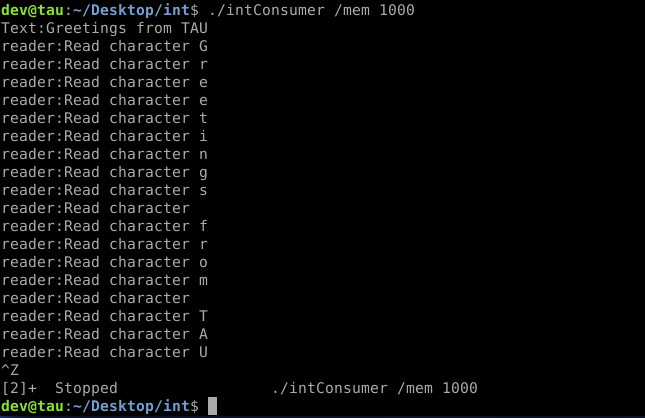 dev@tau:~/Desktop/int$ ./intConsumer /mem 1000
Text:Greetings from TAU
reader:Read character G
reader:Read character r
reader:Read character e
reader:Read character e
reader:Read character t
reader:Read character i
reader:Read character n
reader:Read character g
reader:Read character s
reader:Read character
reader:Read character f
reader:Read character r
reader:Read character o
reader:Read character m
reader:Read character
reader:Read character T
reader:Read character A
reader:Read character U
^Z
[2]+  Stopped                 ./intConsumer /mem 1000
dev@tau:~/Desktop/int$